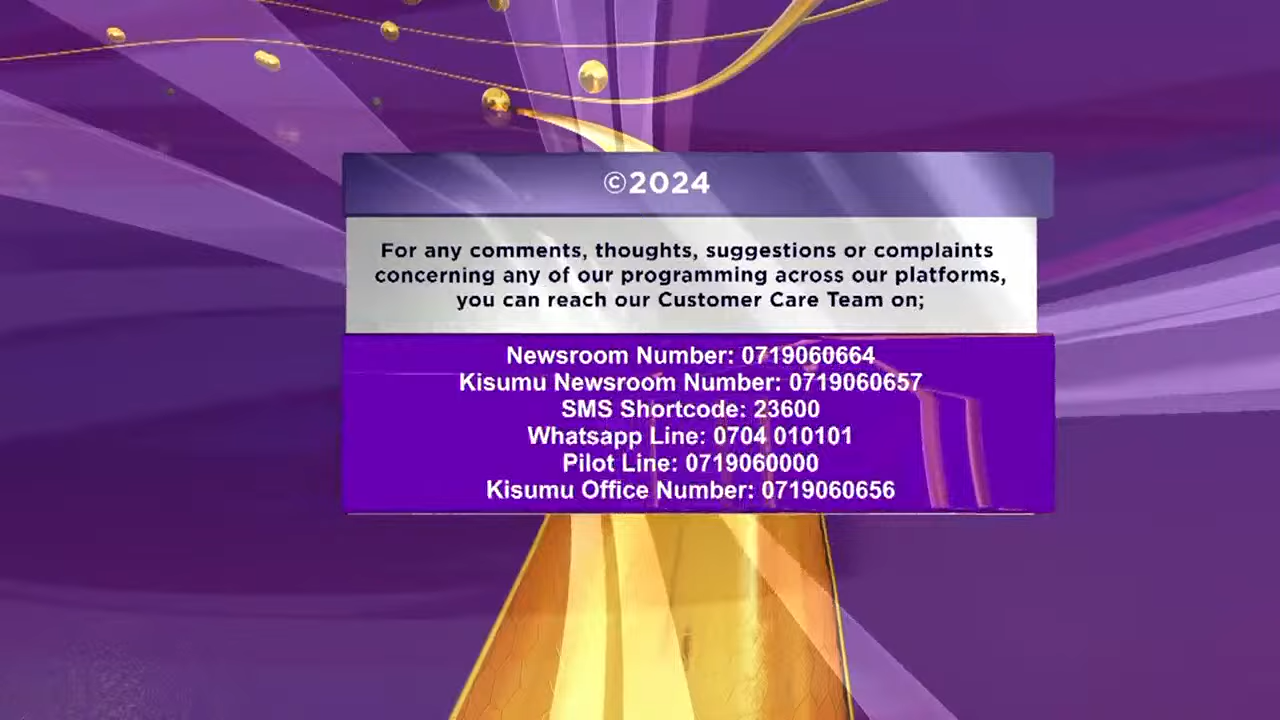 ©2024
For any comments, thoughts, suggestions or complaints
concerning any of our programming across our platforms,
you can reach our Customer Care Team on;
Newsroom Number: 0719060664
Kisumu Newsroom Number: 0719060657
SMS Shortcode: 23600
Whatsapp Line: 0704 010101
Pilot Line: 0719060000
Kisumu Office Number: 0719060656